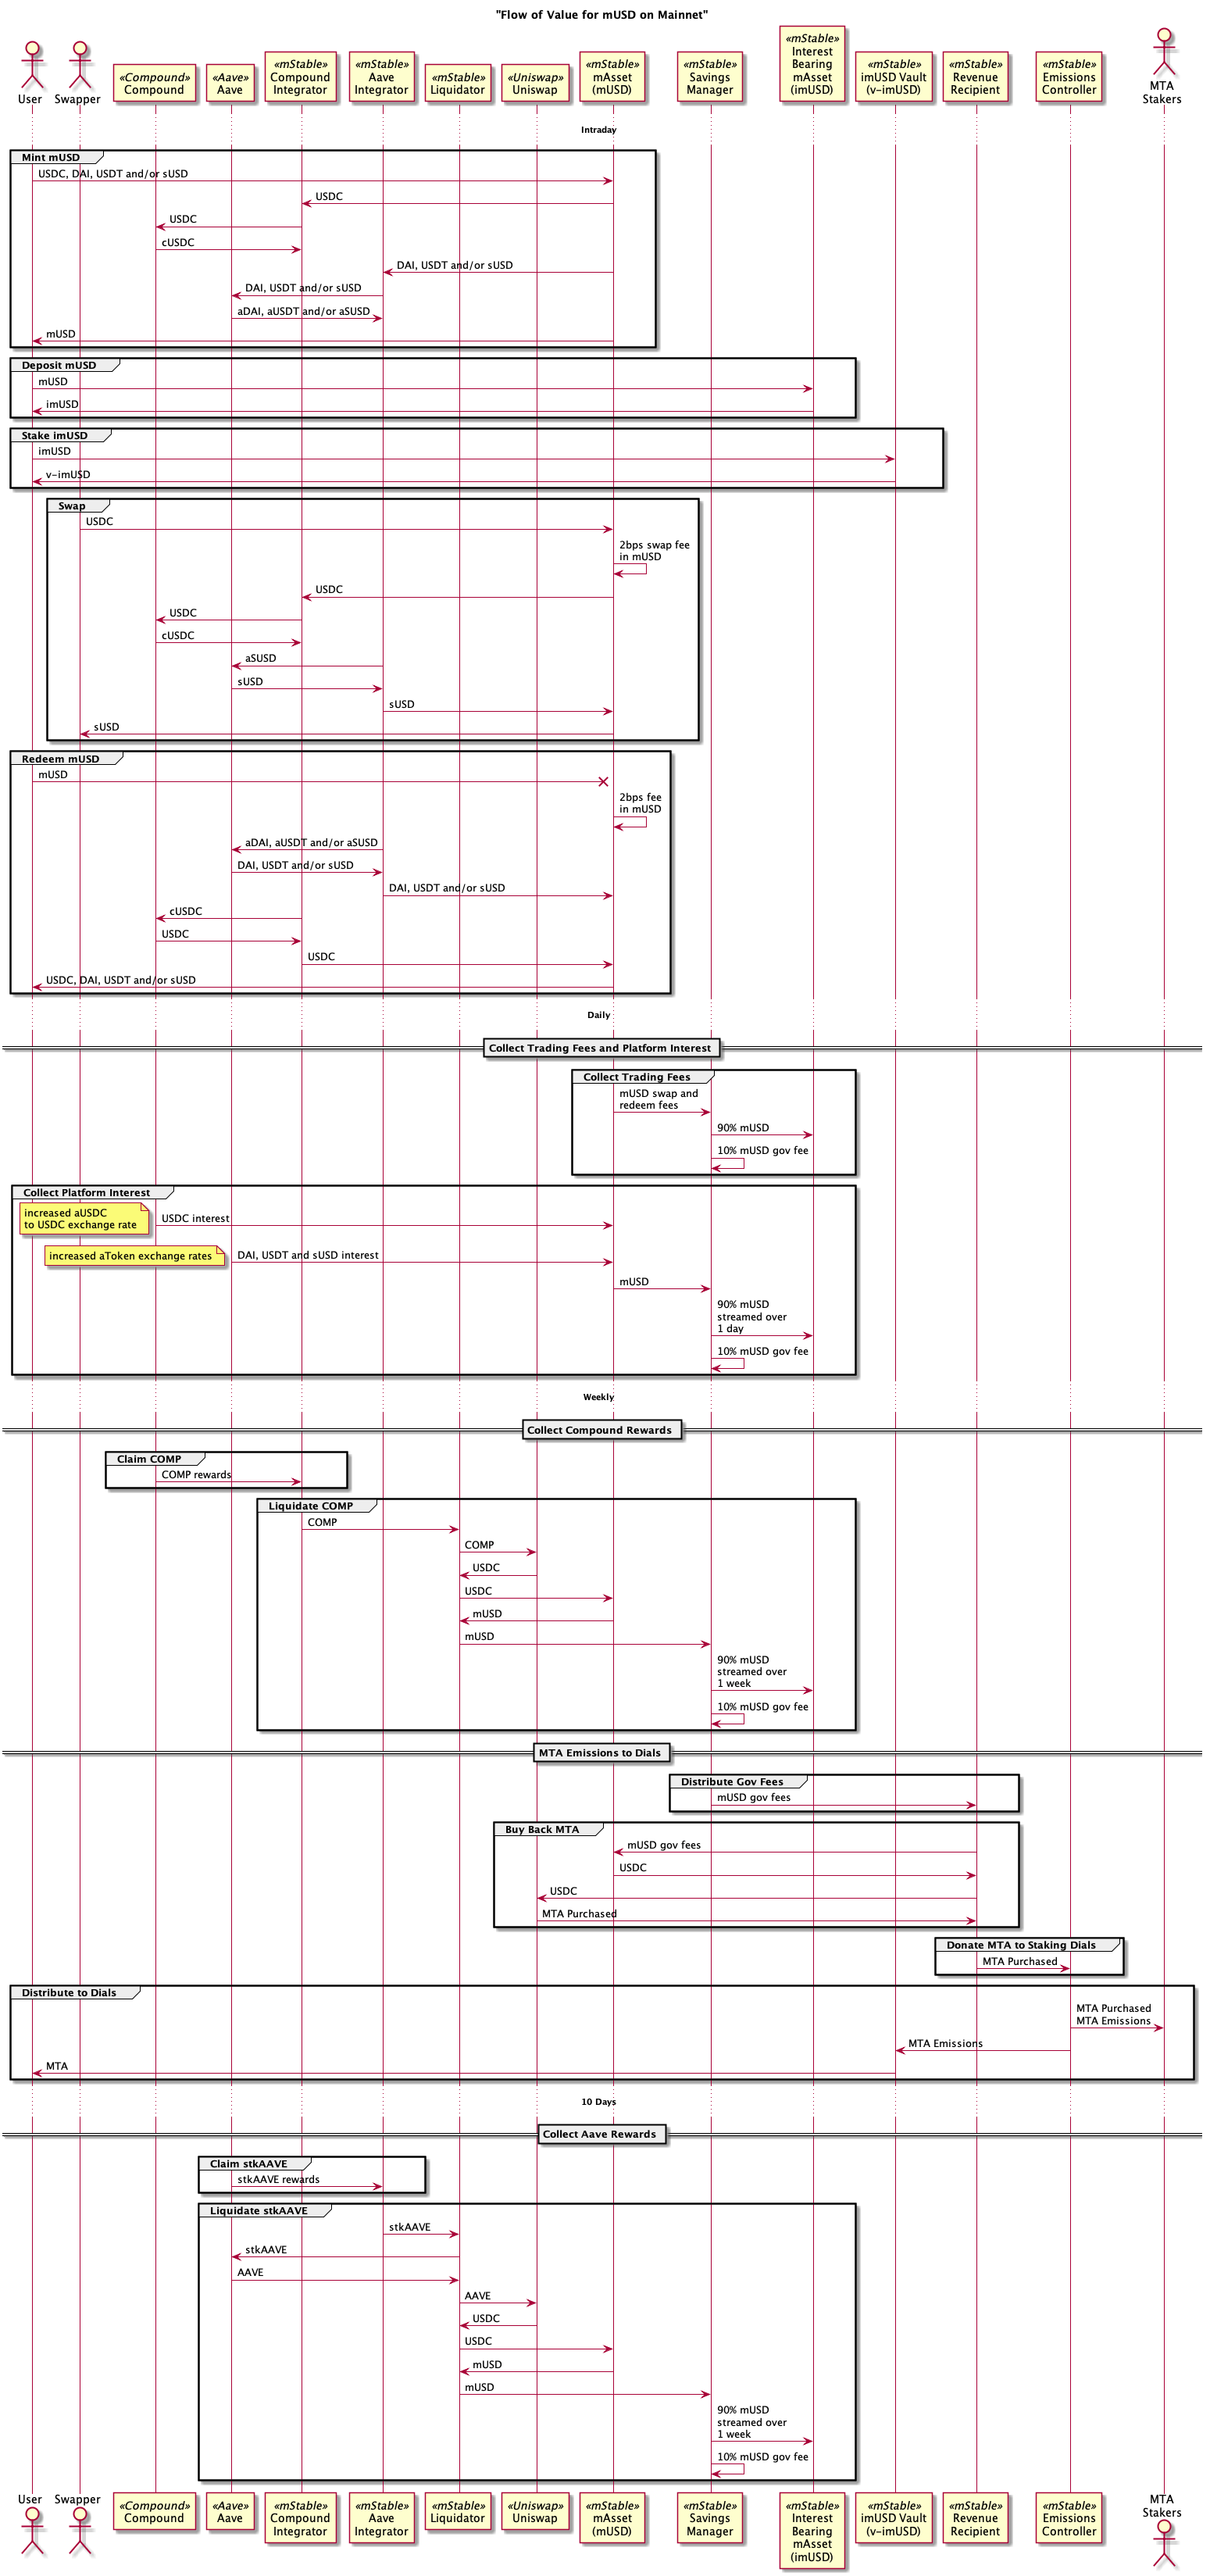 "Flow of Value for mUSD on Mainnet"
User
Swapper
«Compound»
Compound
«Aave»
Aave
«mStable»
Compound
Integrator
«mStable»
Aave
Integrator
«mStable»
Liquidator
«Uniswap»
Uniswap
«mStable»
mAsset
(mUSD)
«mStable»
Savings
Manager
«mStable»
Interest
Bearing
mAsset
(imUSD)
«mStable»
imUSD Vault
(v-imUSD)
«mStable»
Revenue
Recipient
«mStable»
Emissions
Controller
MTA
Stakers
Intraday
Mint mUSD
USDC, DAI, USDT and/or sUSD
USDC
USDC
cUSDC
DAI, USDT and/or sUSD
DAI, USDT and/or sUSD
aDAI, aUSDT and/or aSUSD
mUSD
Deposit mUSD
mUSD
imUSD
Stake imUSD
imUSD
v-imUSD
Swap
USDC
2bps swap fee
in mUSD
USDC
USDC
cUSDC
aSUSD
sUSD
sUSD
sUSD
Redeem mUSD
mUSD
2bps fee
in mUSD
aDAI, aUSDT and/or aSUSD
DAI, USDT and/or sUSD
DAI, USDT and/or sUSD
cUSDC
USDC
USDC
USDC, DAI, USDT and/or sUSD
Daily
Collect Trading Fees and Platform Interest
Collect Trading Fees
mUSD swap and
redeem fees
90% mUSD
10% mUSD gov fee
Collect Platform Interest
increased aUSDC
to USDC exchange rate
USDC interest
increased aToken exchange rates
DAI, USDT and sUSD interest
mUSD
90% mUSD
streamed over
1 day
10% mUSD gov fee
Weekly
Collect Compound Rewards
Claim COMP
COMP rewards
Liquidate COMP
COMP
COMP
USDC
USDC
mUSD
mUSD
90% mUSD
streamed over
1 week
10% mUSD gov fee
MTA Emissions to Dials
Distribute Gov Fees
mUSD gov fees
Buy Back MTA
mUSD gov fees
USDC
USDC
MTA Purchased
Donate MTA to Staking Dials
MTA Purchased
Distribute to Dials
MTA Purchased
MTA Emissions
MTA Emissions
MTA
10 Days
Collect Aave Rewards
Claim stkAAVE
stkAAVE rewards
Liquidate stkAAVE
stkAAVE
stkAAVE
AAVE
AAVE
USDC
USDC
mUSD
mUSD
90% mUSD
streamed over
1 week
10% mUSD gov fee
User
Swapper
«Compound»
Compound
«Aave»
Aave
«mStable»
Compound
Integrator
«mStable»
Aave
Integrator
«mStable»
Liquidator
«Uniswap»
Uniswap
«mStable»
mAsset
(mUSD)
«mStable»
Savings
Manager
«mStable»
Interest
Bearing
mAsset
(imUSD)
«mStable»
imUSD Vault
(v-imUSD)
«mStable»
Revenue
Recipient
«mStable»
Emissions
Controller
MTA
Stakers